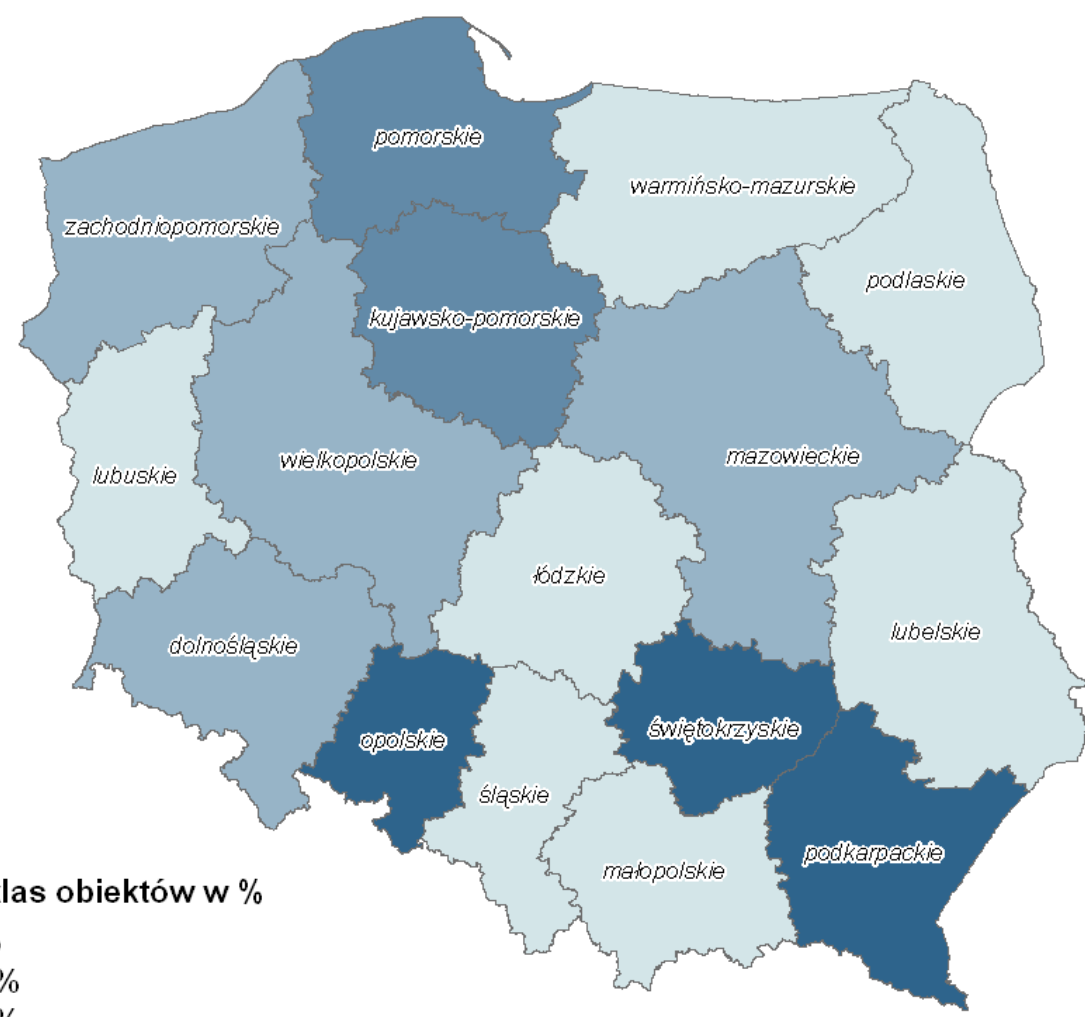 pomorskie
warmińsko-mazurskie
zachodniopomorskie
podlaskie
kujawsko-pomorskie
mazowieckie
wielkopolskie
lubuskie
łódzkie
lubelskie
dolnośląskie
świętokrzyskie
opolskie
śląskie
podkarpackie
małopolskie
klas obiektów w %
%
%